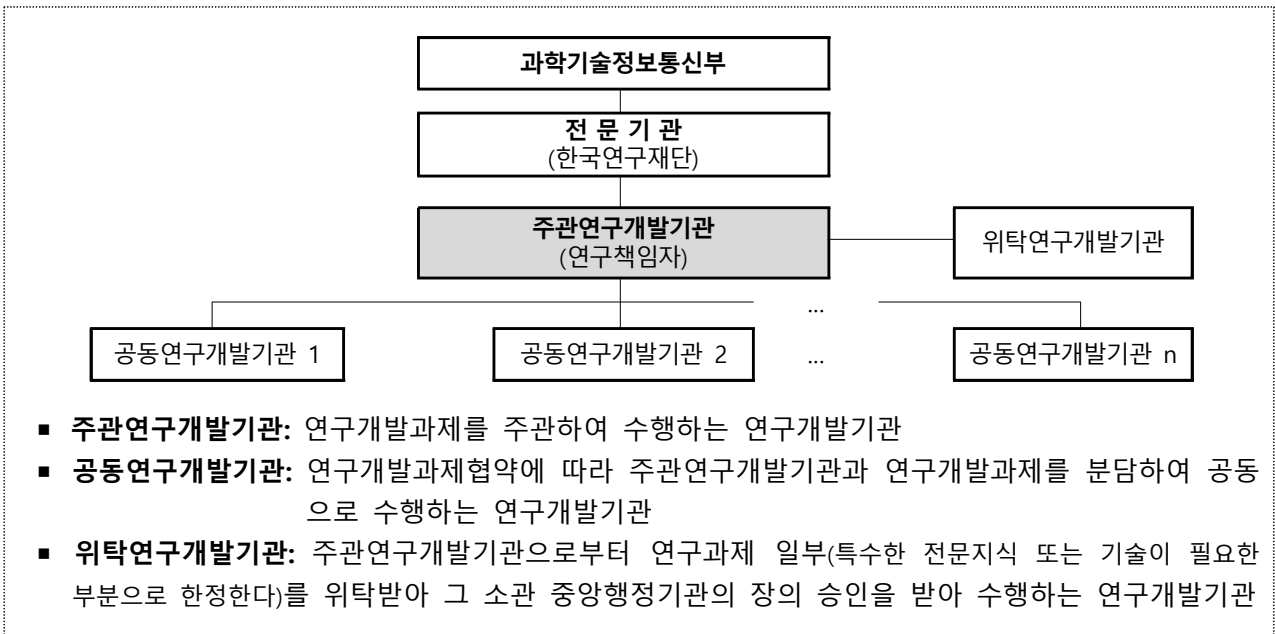 과학기술정보통신부
전 문 기 관
(한국연구재단)
주관연구개발기관
(연구책임자)
위탁연구개발기관
...
공동연구개발기관 1
공동연구개발기관 2
...
공동연구개발기관 n
▪ 주관연구개발기관: 연구개발과제를 주관하여 수행하는 연구개발기관
▪ 공동연구개발기관: 연구개발과제협약에 따라 주관연구개발기관과 연구개발과제를 분담하여 공동
으로 수행하는 연구개발기관
▪ 위탁연구개발기관: 주관연구개발기관으로부터 연구과제 일부(특수한 전문지식 또는 기술이 필요한
부분으로 한정한다)를 위탁받아 그 소관 중앙행정기관의 장의 승인을 받아 수행하는 연구개발기관